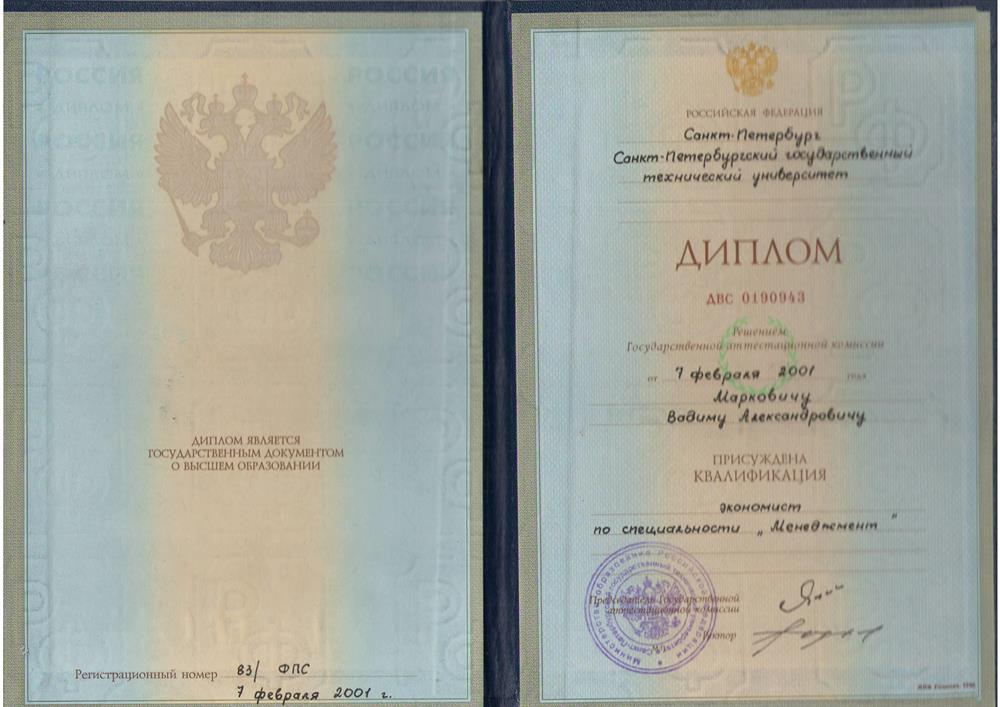 ДИПЛОМ ЯВЛЯЕТСЯ
ГОСУДАРСТВЕННЫМ ДОКУМЕНТОМ
О ВЫСШЕМ ОБРАЗОВАНИИ
Регистрационный номер 83/ ФПС
7 февраля 2001 г.
РОССИЙСКАЯ ФЕДЕРАЦИЯ
Санкт-Петербург
Санкт-Петербургский государственный
технический университет
ДИПЛОМ
ДВС 0190943
Решением
Государственной аттестационной комиссии
от 7 февраля 2001 года
Марковичу
Вадиму Александровичу
ПРИСУЖДЕНА
КВАЛИФИКАЦИЯ
экономист
по специальности „Менеджмент"
Председатель Государственной
аттестационной комиссии
Ректор